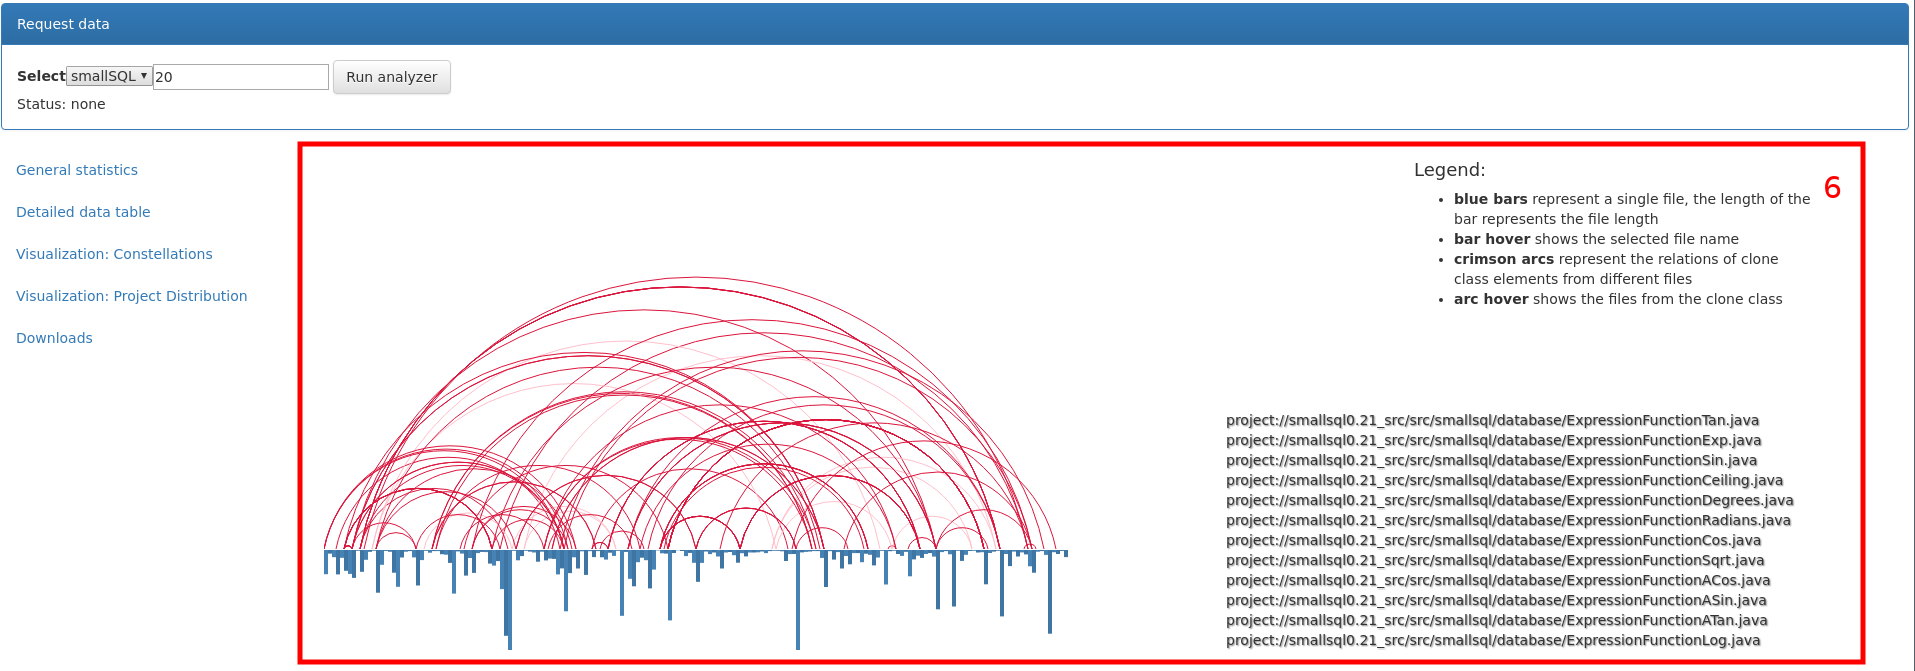 Request data
Select smallSQL 20 Run analyzer
Status: none
General statistics
Detailed data table
Visualization: Constellations
Visualization: Project Distribution
Downloads
Legend:
6
• blue bars represent a single file, the length of the
bar represents the file length
• bar hover shows the selected file name
• crimson arcs represent the relations of clone
class elements from different files
• arc hover shows the files from the clone class
project://smallsql0.21_src/src/smallsql/database/ExpressionFunctionTan.java
project://smallsql0.21_src/src/smallsql/database/ExpressionFunctionExp.java
project://smallsql0.21_src/src/smallsql/database/ExpressionFunctionSin.java
project://smallsql0.21_src/src/smallsql/database/ExpressionFunctionCeiling.java
project://smallsql0.21_src/src/smallsql/database/ExpressionFunctionDegrees.java
project://smallsql0.21_src/src/smallsql/database/ExpressionFunctionRadians.java
project://smallsql0.21_src/src/smallsql/database/ExpressionFunctionCos.java
project://smallsql0.21_src/src/smallsql/database/ExpressionFunctionSqrt.java
project://smallsql0.21_src/src/smallsql/database/ExpressionFunctionACos.java
project://smallsql0.21_src/src/smallsql/database/ExpressionFunctionASin.java
project://smallsql0.21_src/src/smallsql/database/ExpressionFunctionATan.java
project://smallsql0.21_src/src/smallsql/database/ExpressionFunctionLog.java